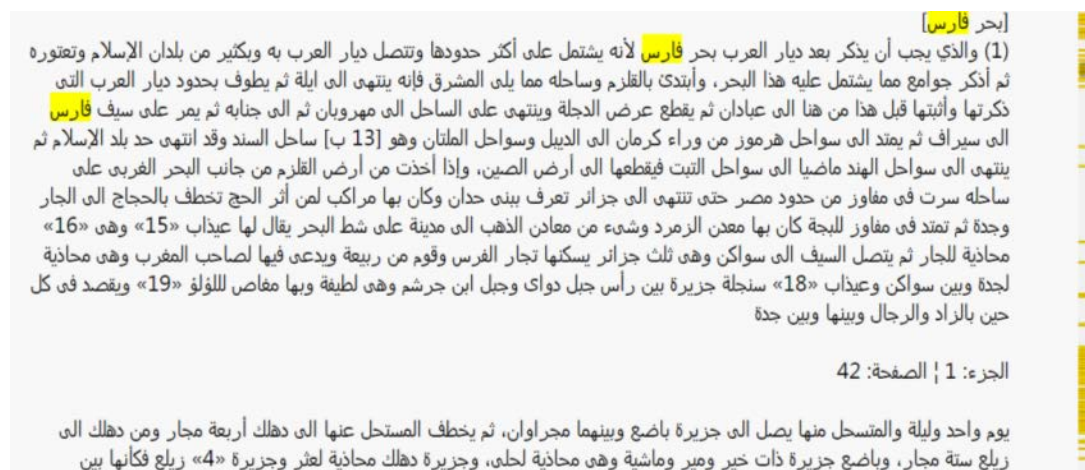 [بحر فارس]
(1) والذي يجب أن يذكر بعد ديار العرب بحر فارس لأنه يشتمل على أكثر حدودها وتتصل ديار العرب به وبكثير من بلدان الإسلام وتعتوره
ثم أذكر جوامع مما يشتمل عليه هذا البحر، وأبتدئ بالقلزم وساحله مما يلى المشرق فإنه ينتهى الى ايلة ثم يطوف بحدود ديار العرب التى
ذكرتها وأثبتها قبل هذا من هنا الى عبادان ثم يقطع عرض الدجلة وينتهى على الساحل الى مهروبان ثم الى جنابه ثم يمر على سيف فارس
الى سيراف ثم يمتد الى سواحل هرموز من وراء كرمان الى الديبل وسواحل الملتان وهو [13 ب] ساحل السند وقد انتهى حد بلد الإسلام ثم
ينتهى الى سواحل الهند ماضيا الى سواحل التبت فيقطعها الى أرض الصين، وإذا أخذت من أرض القلزم من جانب البحر الغربى على
ساحله سرت فى مفاوز من حدود مصر حتى تنتهى الى جزائر تعرف ببنى حدان وكان بها مراكب لمن أثر الحج تخطف بالحجاج الى الجار
وجدة ثم تمتد فى مفاوز للبجة كان بها معدن الزمرد وشىء من معادن الذهب الى مدينة على شط البحر يقال لها عيذاب «15» وهى «16»
محاذية للجار ثم يتصل السيف الى سواكن وهى ثلث جزائر يسكنها تجار الفرس وقوم من ربيعة ويدعى فيها لصاحب المغرب وهى محاذية
لجدة وبين سواكن وعيذاب «18» سنجلة جزيرة بين رأس جبل دواى وجبل ابن جرشم وهى لطيفة وبها مغاص لللؤلؤ «19» ويقصد فى كل
حين بالزاد والرجال وبينها وبين جدة
الجزء: 1 ¦ الصفحة: 42
يوم واحد وليلة والمتسحل منها يصل الى جزيرة باضع وبينهما مجراوان، ثم يخطف المستحل عنها الى دهلك أربعة مجار ومن دهلك الى
زيلع ستة مجار، وباضع جزيرة ذات خير ومير وماشية وهى محاذية لحلى، وجزيرة دهلك محاذية لعثر وجزيرة «4» زيلع فكأنها بين